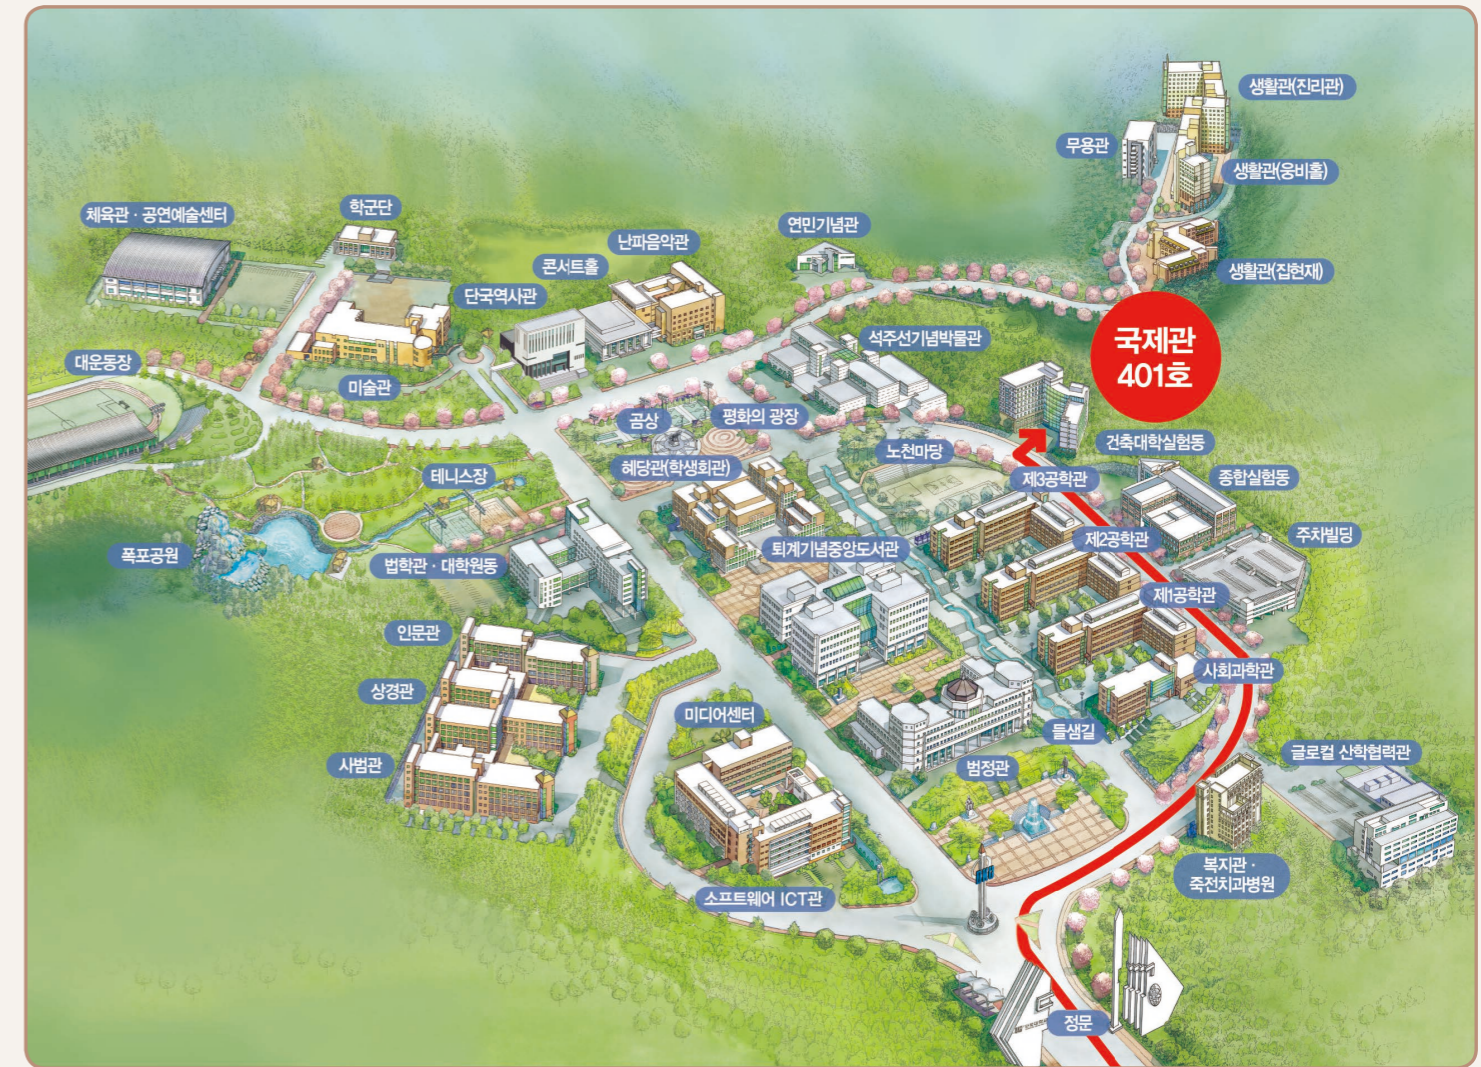 생활관(진리관)
무용관
생활관(웅비홀)
체육관 · 공연예술센터
학군단
연민기념관
난파음악관
콘서트홀
생활관(집현재)
단국역사관
국제관
401호
석주선기념박물관
대운동장
미술관
곰상
평화의 광장
노천마당
건축대학실험동
혜당관(학생회관)
테니스장
제3공학관
종합실험동
주차빌딩
제2공학관
퇴계기념중앙도서관
폭포공원
법학관 · 대학원동
제1공학관
인문관
사회과학관
상경관
미디어센터
들샘길
글로컬 산학협력관
사범관
범정관
복지관 ·
죽전치과병원
소프트웨어 ICT관
정문